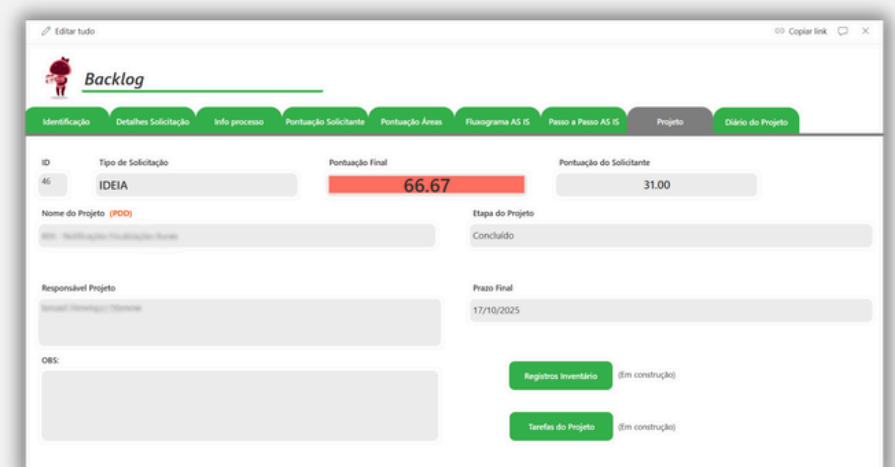 Editar tudo Copiar link
Backlog
Identificação Detalhes Solicitação Info processo Pontuação Solicitante Pontuação Áreas Fluxograma AS IS Passo a Passo AS IS Projeto Diário do Projeto
ID Tipo de Solicitação Pontuação Final Pontuação do Solicitante
46 IDEIA 66.67 31.00
Nome do Projeto (PDD) Etapa do Projeto
Concluído
Responsável Projeto Prazo Final
17/10/2025
OBS:
Registros Inventário (Em construção)
Tarefas do Projeto (Em construção)